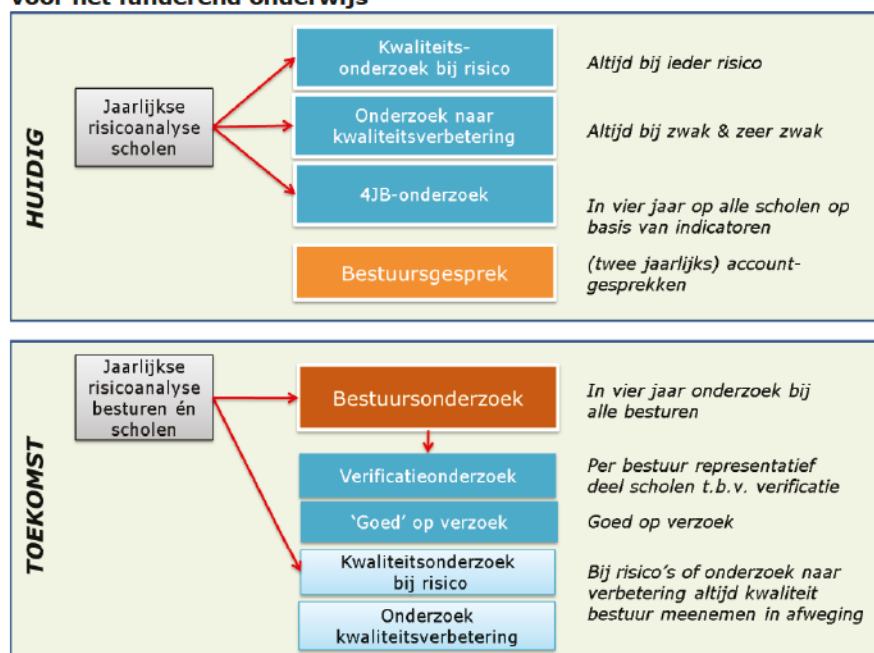 voor het funderend onderwijs
HUIDIG
Jaarlijkse
risicoanalyse
scholen
Kwaliteits-
onderzoek bij risico
Altijd bij ieder risico
Onderzoek naar
kwaliteitsverbetering
Altijd bij zwak & zeer zwak
4JB-onderzoek
In vier jaar op alle scholen op
basis van indicatoren
Bestuursgesprek
(twee jaarlijks) account-
gesprekken
TOEKOMST
Jaarlijkse
risicoanalyse
besturen én
scholen
Bestuursonderzoek
In vier jaar onderzoek bij
alle besturen
Verificatieonderzoek
Per bestuur representatief
deel scholen t.b.v. verificatie
‘Goed’ op verzoek
Goed op verzoek
Kwaliteitsonderzoek
bij risico
Bij risico’s of onderzoek naar
verbetering altijd kwaliteit
bestuur meenemen in afweging
Onderzoek
kwaliteitsverbetering